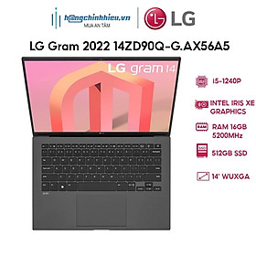 hangchinhhieu.vn
MUA AN TÂM
LG
LG Gram 2022 14ZD90Q-G.AX56A5
LG gram 14
i5-1240P
INTEL IRIS XE
GRAPHICS
RAM 16GB
5200MHz
512GB SSD
14' WUXGA